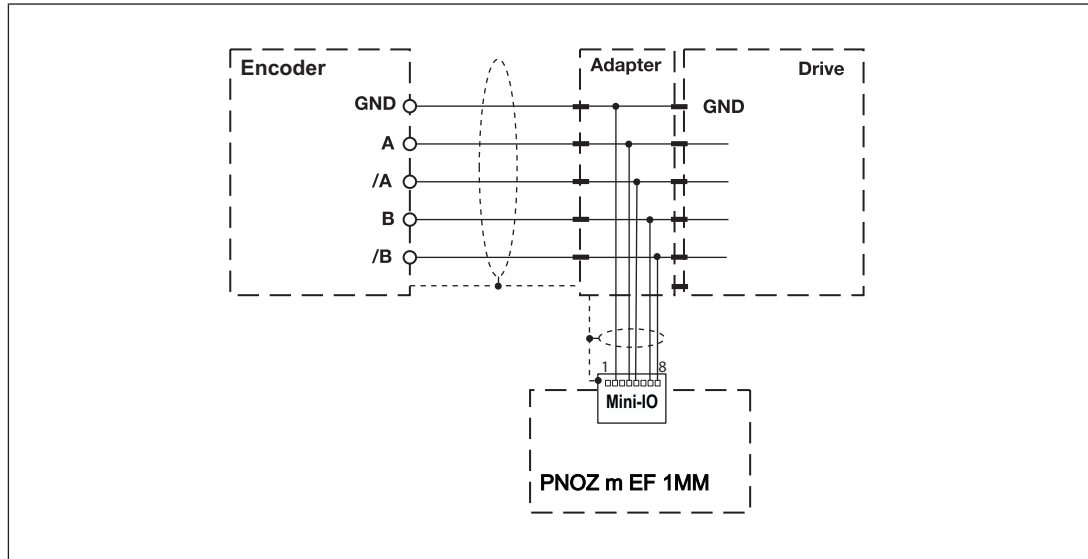 Encoder
Adapter
Drive
GND
GND
A
/A
B
/B
1
8
Mini-IO
PNOZ m EF 1MM